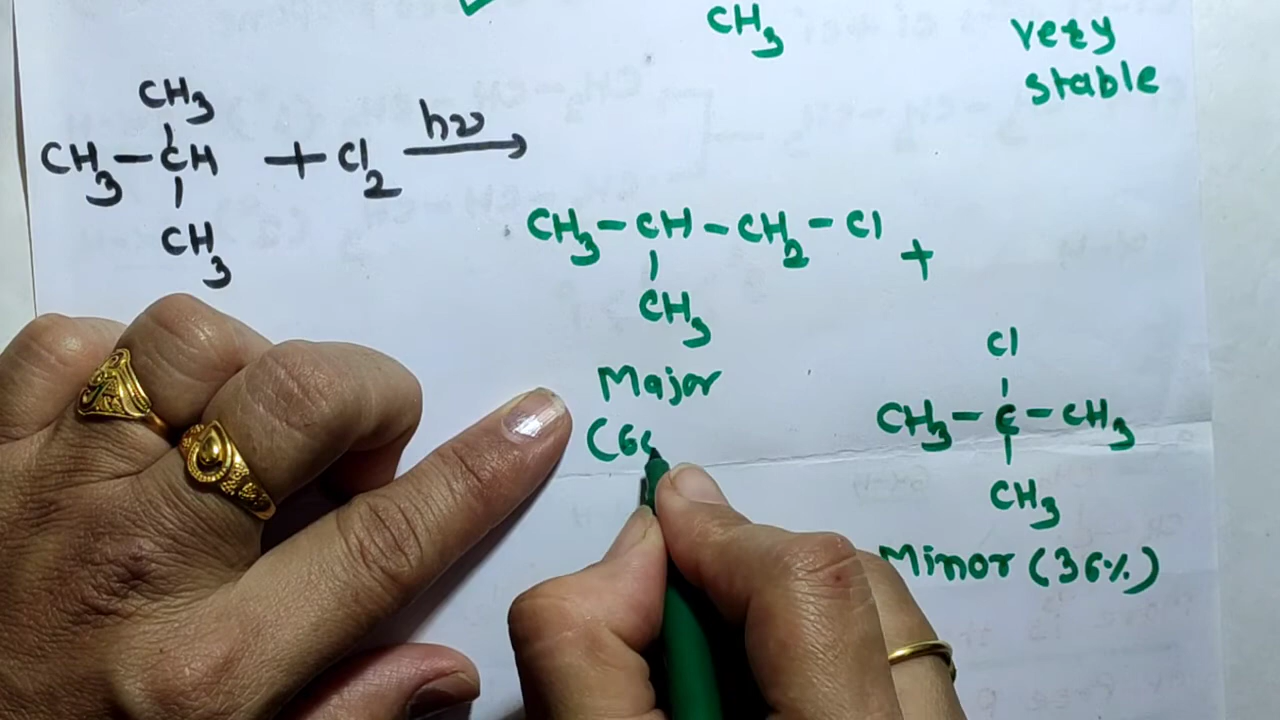 CH3
very
stable
CH3
CH3-CH + Cl2 hν
CH3
CH3-CH-CH2-Cl +
CH3
Major
(6
Cl
CH3-C-CH3
CH3
Minor (36%)